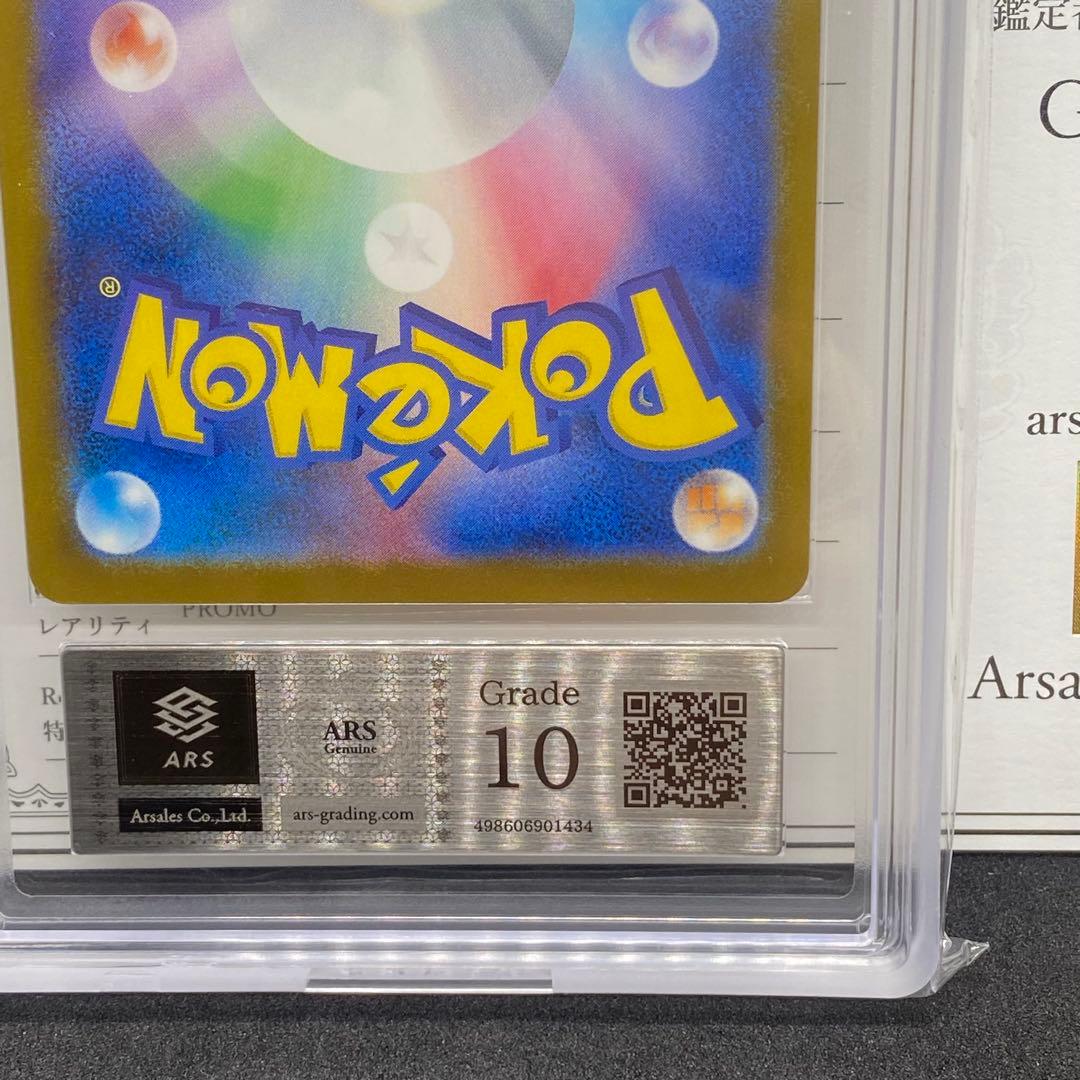 POKéMON
®
PROMO
レアリティ
特
ARS
Arsales Co.,Ltd.
ARS
Genuine
ars-grading.com
Grade
10
498606901434
鑑定
G
ars
Arsa